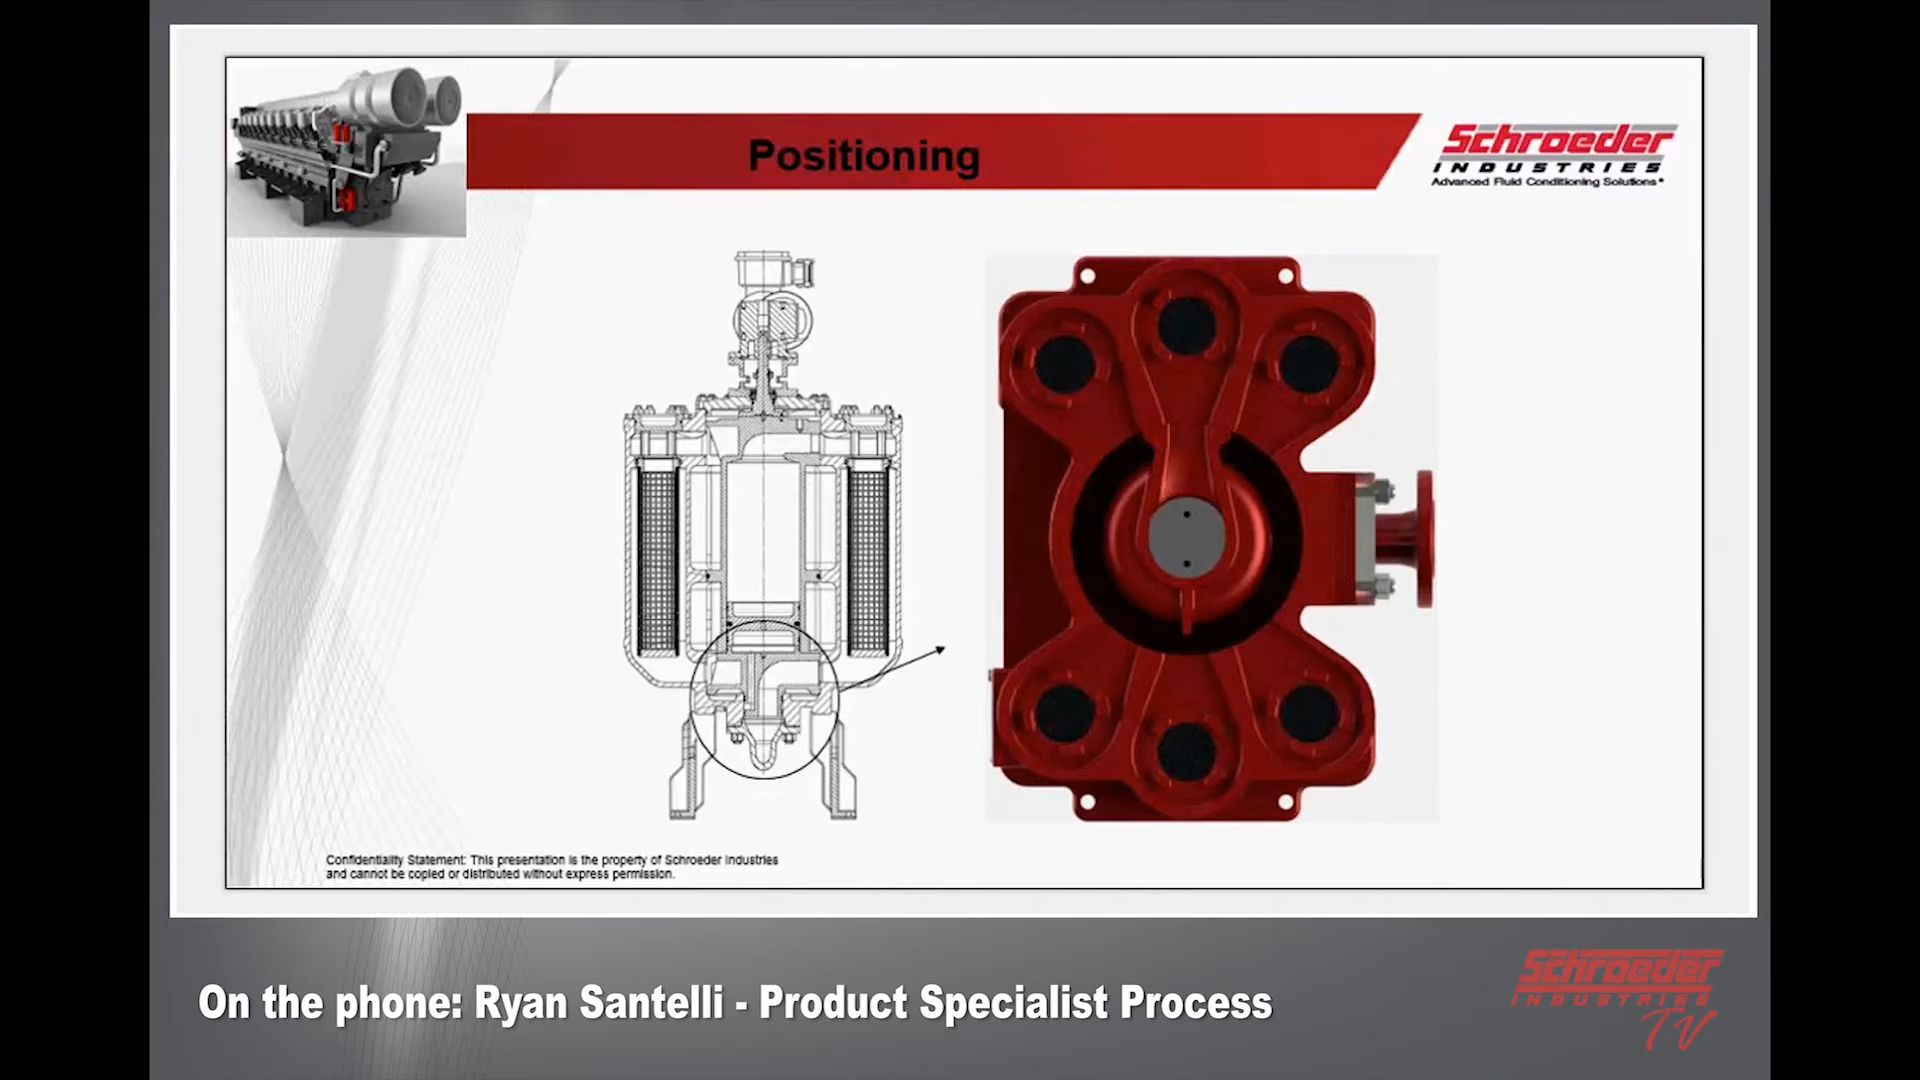 Positioning
Schroeder
INDUSTRIES
Advanced Fluid Conditioning Solutions®
Confidentiality Statement: This presentation is the property of Schroeder Industries
and cannot be copied or distributed without express permission.
On the phone: Ryan Santelli - Product Specialist Process
Schroeder
INDUSTRIES
TV